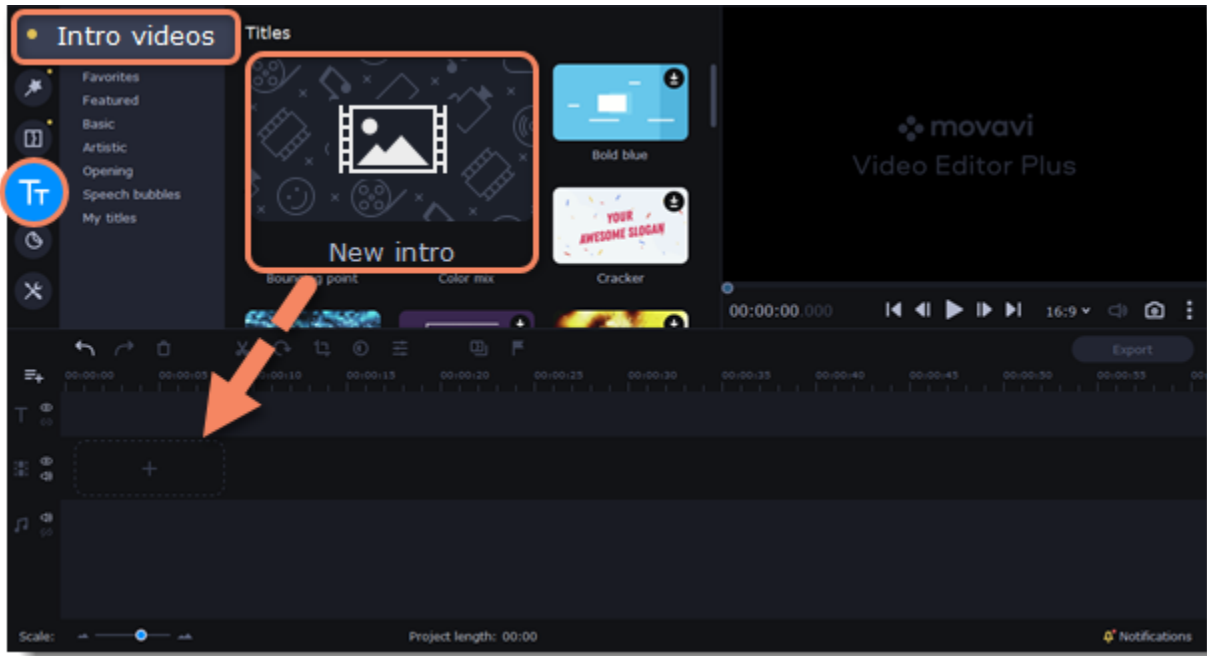 Intro videos
Titles
Favorites
Featured
Basic
Artistic
Opening
Speech bubbles
My titles
Tт
New intro
Bold blue
YOUR
AWESOME SLOGAN
Color mix
Cracker
movavi
Video Editor Plus
00:00:00.000
16:9
Export
00:00:00
00:00:05
00:00:10
00:00:15
00:00:20
00:00:25
00:00:30
00:00:35
00:00:40
00:00:45
00:00:50
00:00:55
00
T
Scale:
Project length: 00:00
Notifications